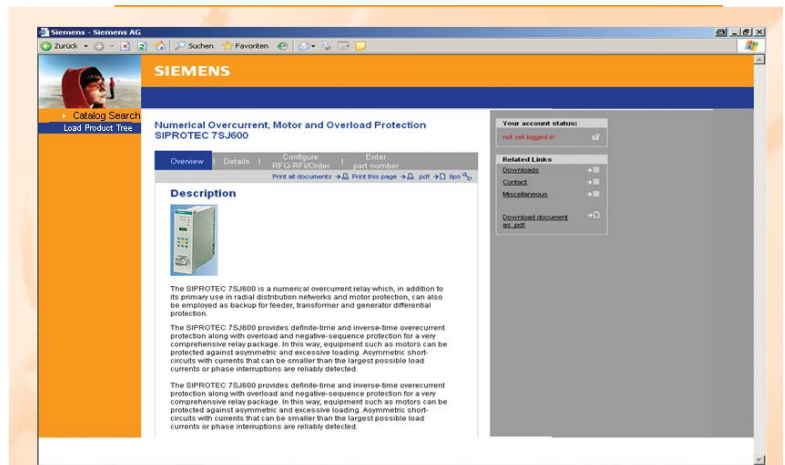 Siemens - Siemens AG
Zurück Suchen Favoriten
SIEMENS
Catalog Search
Load Product Tree
Numerical Overcurrent, Motor and Overload Protection
SIPROTEC 7SJ600
Overview Details Configure RFQ-RFI/Order Enter part number
Print all documents Print this page .pdf tips
Description
The SIPROTEC 7SJ600 is a numerical overcurrent relay which, in addition to
its primary use in radial distribution networks and motor protection, can also
be employed as backup for feeder, transformer and generator differential
protection.
The SIPROTEC 7SJ600 provides definite-time and inverse-time overecurrent
protection along with overload and negative-sequence protection for a very
comprehensive relay package. In this way, equipment such as motors can be
protected against asymmetric and excessive loading. Asymmetric short-
circuits with currents that can be smaller than the largest possible load
currents or phase interruptions are reliably detected.
The SIPROTEC 7SJ600 provides definite-time and inverse-time overecurrent
protection along with overload and negative-sequence protection for a very
comprehensive relay package. In this way, equipment such as motors can be
protected against asymmetric and excessive loading. Asymmetric short-
circuits with currents that can be smaller than the largest possible load
currents or phase interruptions are reliably detected.
Your account status:
not yet logged in
Related Links
Downloads
Contact
Miscellaneous
Download document
as .pdf